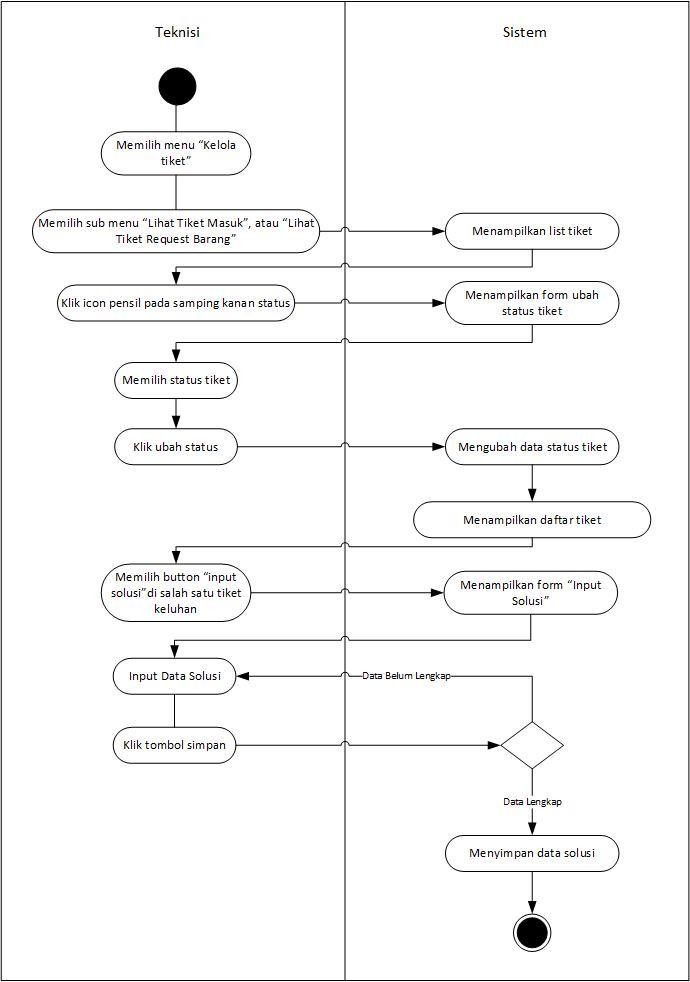 Teknisi
Sistem
Memilih menu “Kelola
tiket”
Memilih sub menu “Lihat Tiket Masuk”, atau “Lihat
Tiket Request Barang”
Menampilkan list tiket
Klik icon pensil pada samping kanan status
Menampilkan form ubah
status tiket
Memilih status tiket
Klik ubah status
Mengubah data status tiket
Menampilkan daftar tiket
Memilih button “input
solusi”di salah satu tiket
keluhan
Menampilkan form “Input
Solusi”
Input Data Solusi
Data Belum Lengkap
Klik tombol simpan
Data Lengkap
Menyimpan data solusi